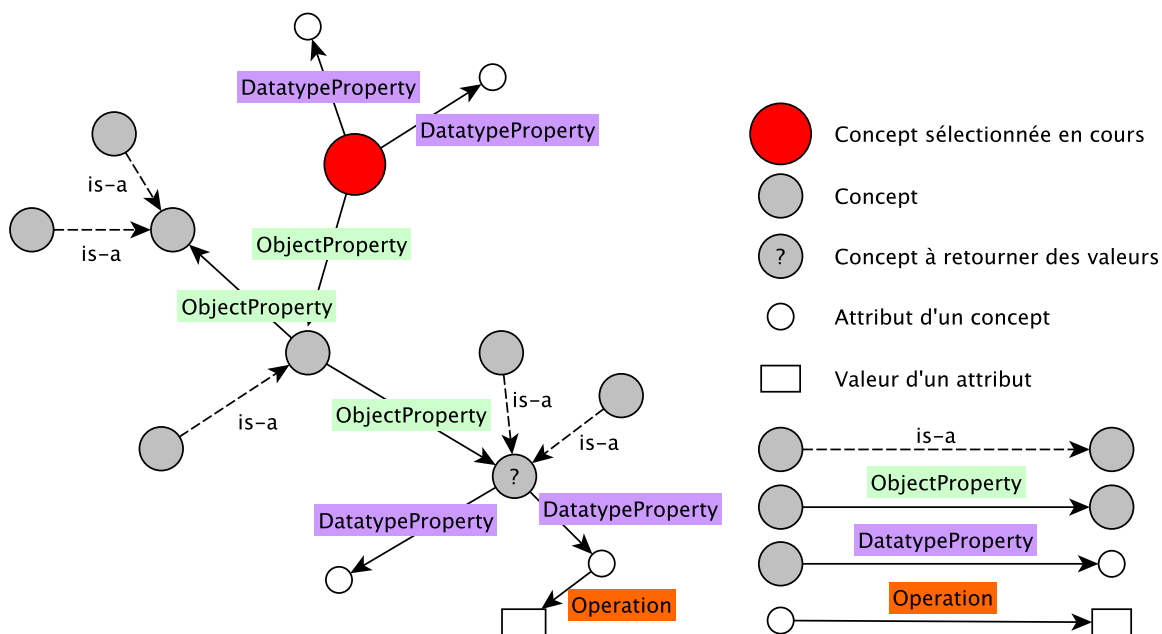 DatatypeProperty
DatatypeProperty
is-a
is-a
ObjectProperty
ObjectProperty
is-a
ObjectProperty
is-a
is-a
?
DatatypeProperty
DatatypeProperty
Operation
Concept sélectionnée en cours
Concept
?
Concept à retourner des valeurs
Attribut d'un concept
Valeur d'un attribut
is-a
ObjectProperty
DatatypeProperty
Operation